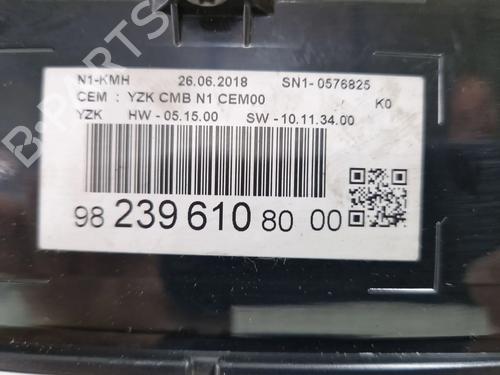 N1-KMH 26.06.2018 SN1- 0576825
CEM : YZK CMB N1 CEM00 K0
YZK HW - 05.15.00 SW - 10.11.34.00
98 239 610 80 00